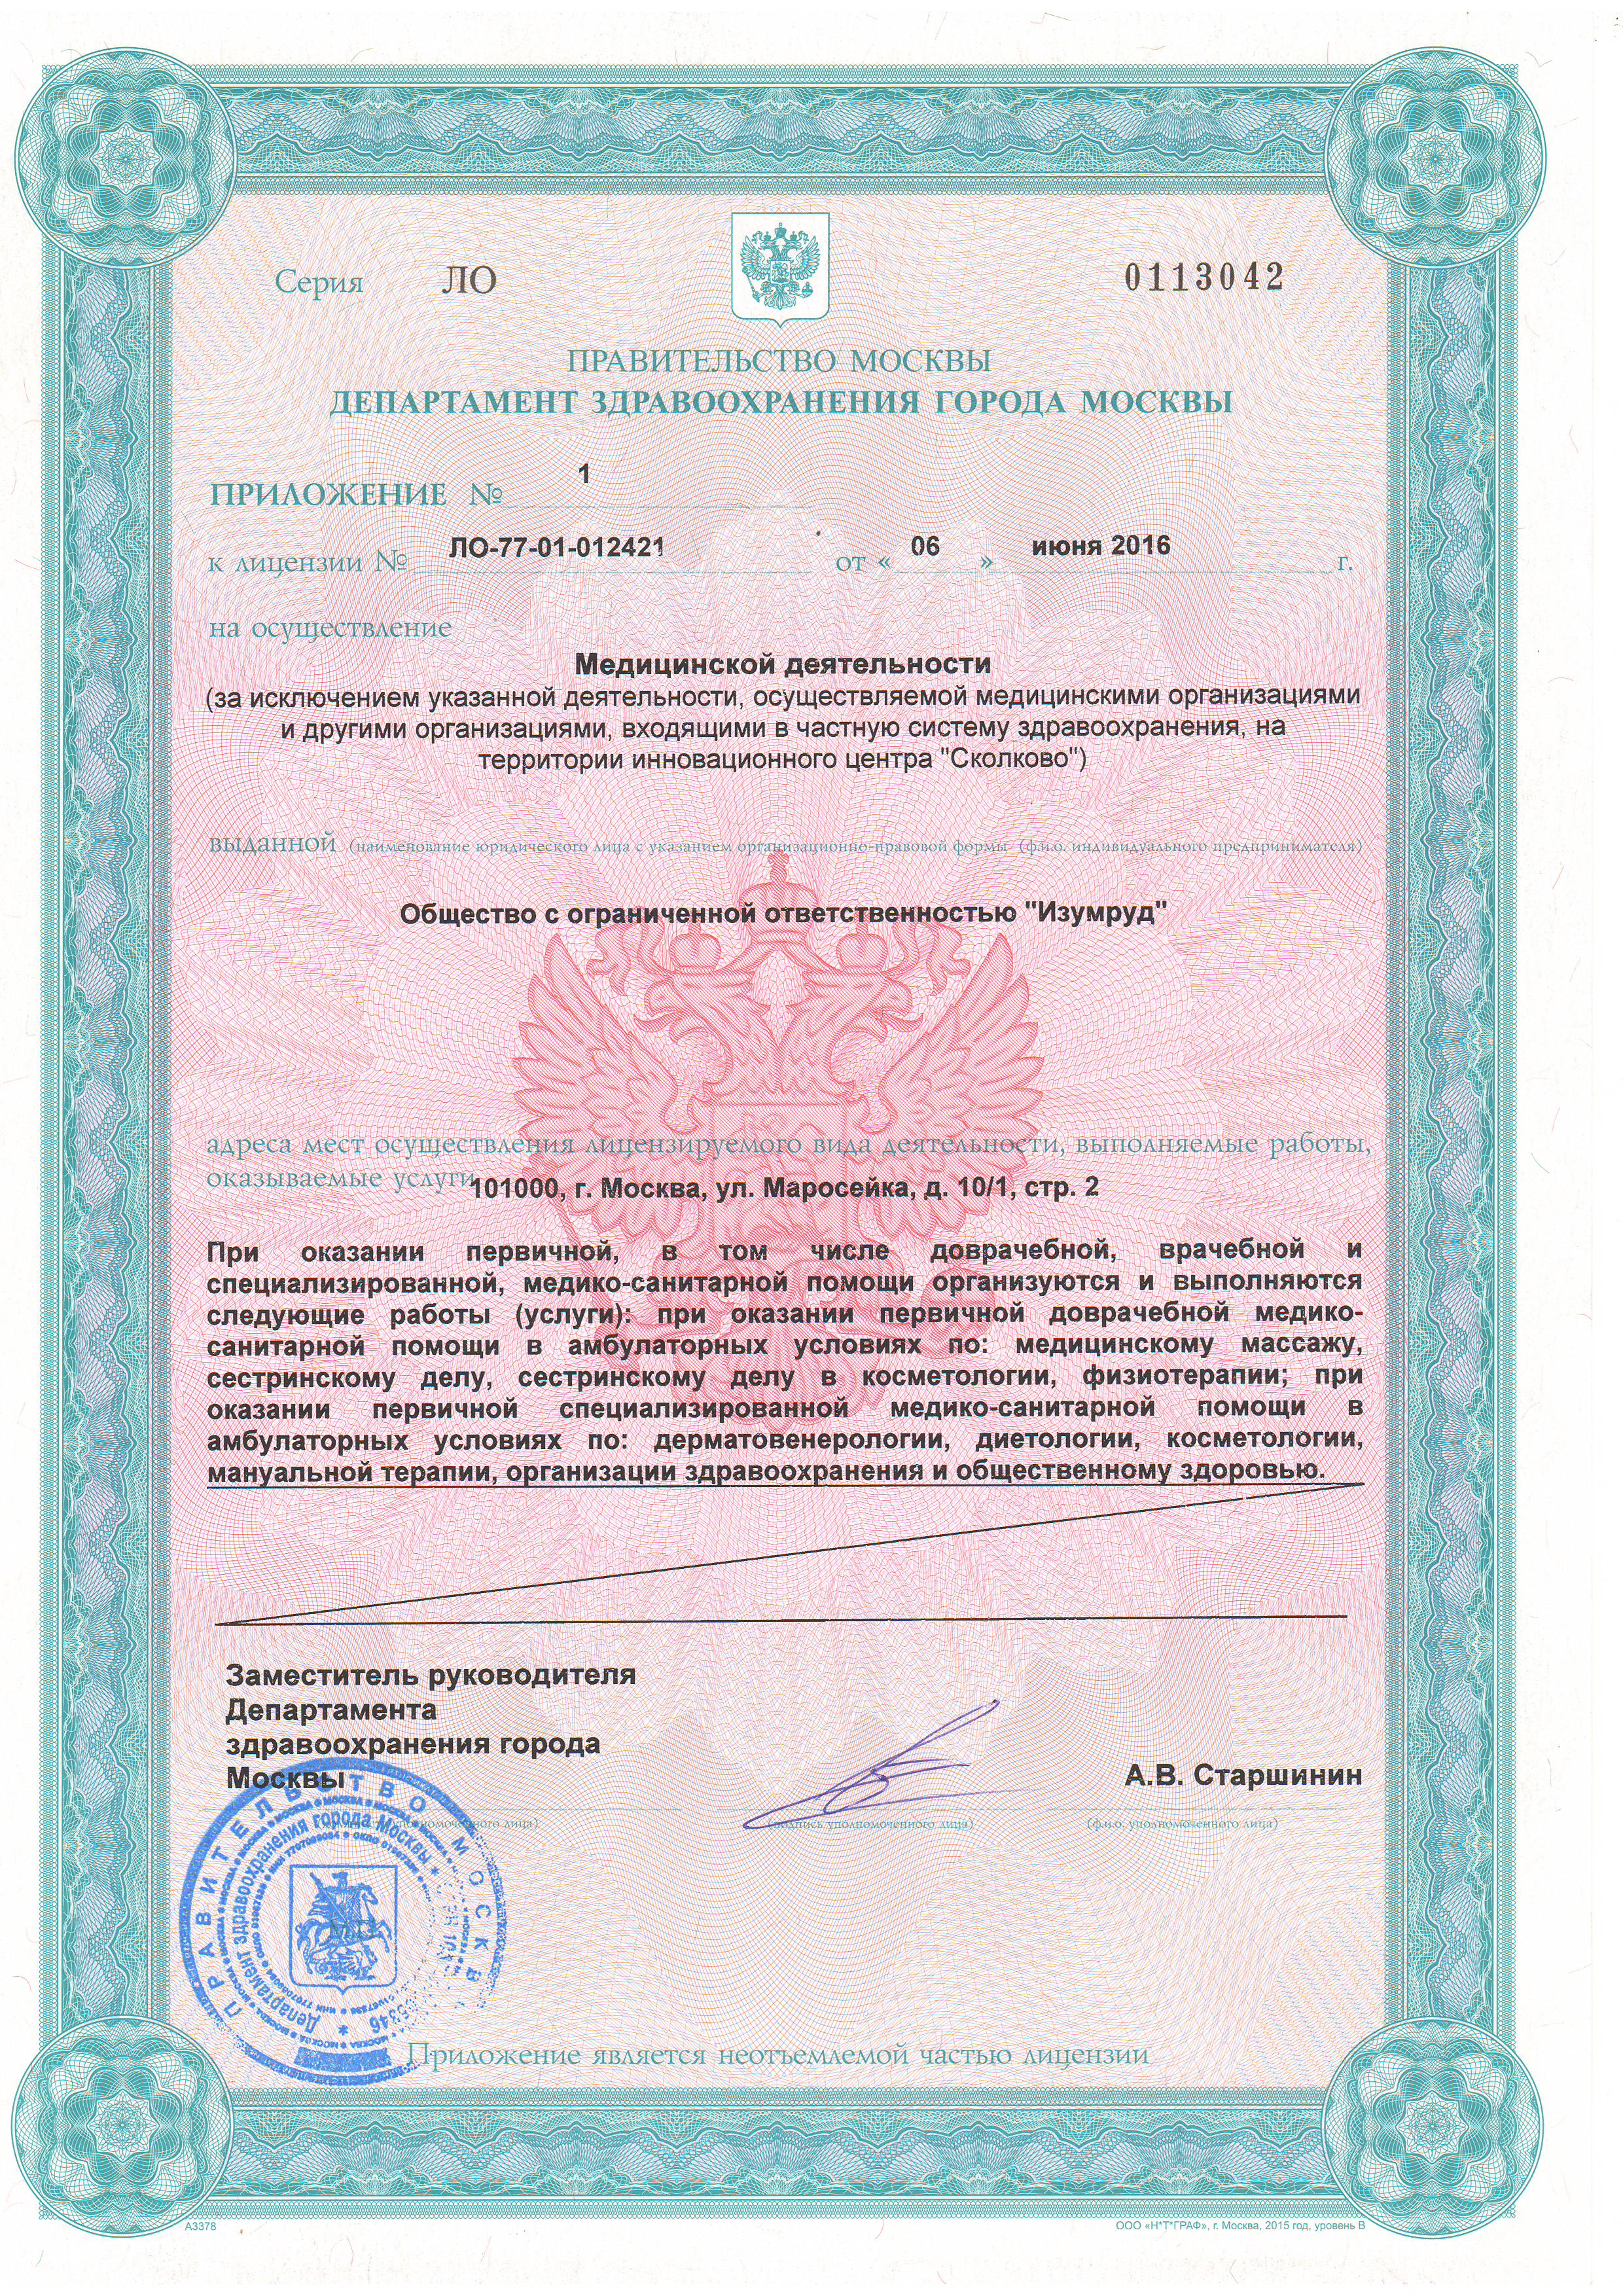 Серия ЛО 0113042
ПРАВИТЕЛЬСТВО МОСКВЫ
ДЕПАРТАМЕНТ ЗДРАВООХРАНЕНИЯ ГОРОДА МОСКВЫ
ПРИЛОЖЕНИЕ № 1
к лицензии № ЛО-77-01-012421 от « 06 » июня 2016 г.
на осуществление
Медицинской деятельности
(за исключением указанной деятельности, осуществляемой медицинскими организациями
и другими организациями, входящими в частную систему здравоохранения, на
территории инновационного центра "Сколково")
выданной (наименование юридического лица с указанием организационно-правовой формы (ф.и.о. индивидуального предпринимателя)
Общество с ограниченной ответственностью "Изумруд"
адреса мест осуществления лицензируемого вида деятельности, выполняемые работы,
оказываемые услуги 101000, г. Москва, ул. Маросейка, д. 10/1, стр. 2
При оказании первичной, в том числе доврачебной, врачебной и
специализированной, медико-санитарной помощи организуются и выполняются
следующие работы (услуги): при оказании первичной доврачебной медико-
санитарной помощи в амбулаторных условиях по: медицинскому массажу,
сестринскому делу, сестринскому делу в косметологии, физиотерапии; при
оказании первичной специализированной медико-санитарной помощи в
амбулаторных условиях по: дерматовенерологии, диетологии, косметологии,
мануальной терапии, организации здравоохранения и общественному здоровью.
Заместитель руководителя
Департамента
здравоохранения города
Москвы А.В. Старшинин
уполномоченного лица) подпись уполномоченного лица) (ф.и.о. уполномоченного лица)
ПРАВИТЕЛЬСТВО МОСКВ
Департамент здравоохранения города Москвы
М.П.
Приложение является неотъемлемой частью лицензии
А3378 ООО «Н*Т*ГРАФ», г. Москва, 2015 год, уровень В